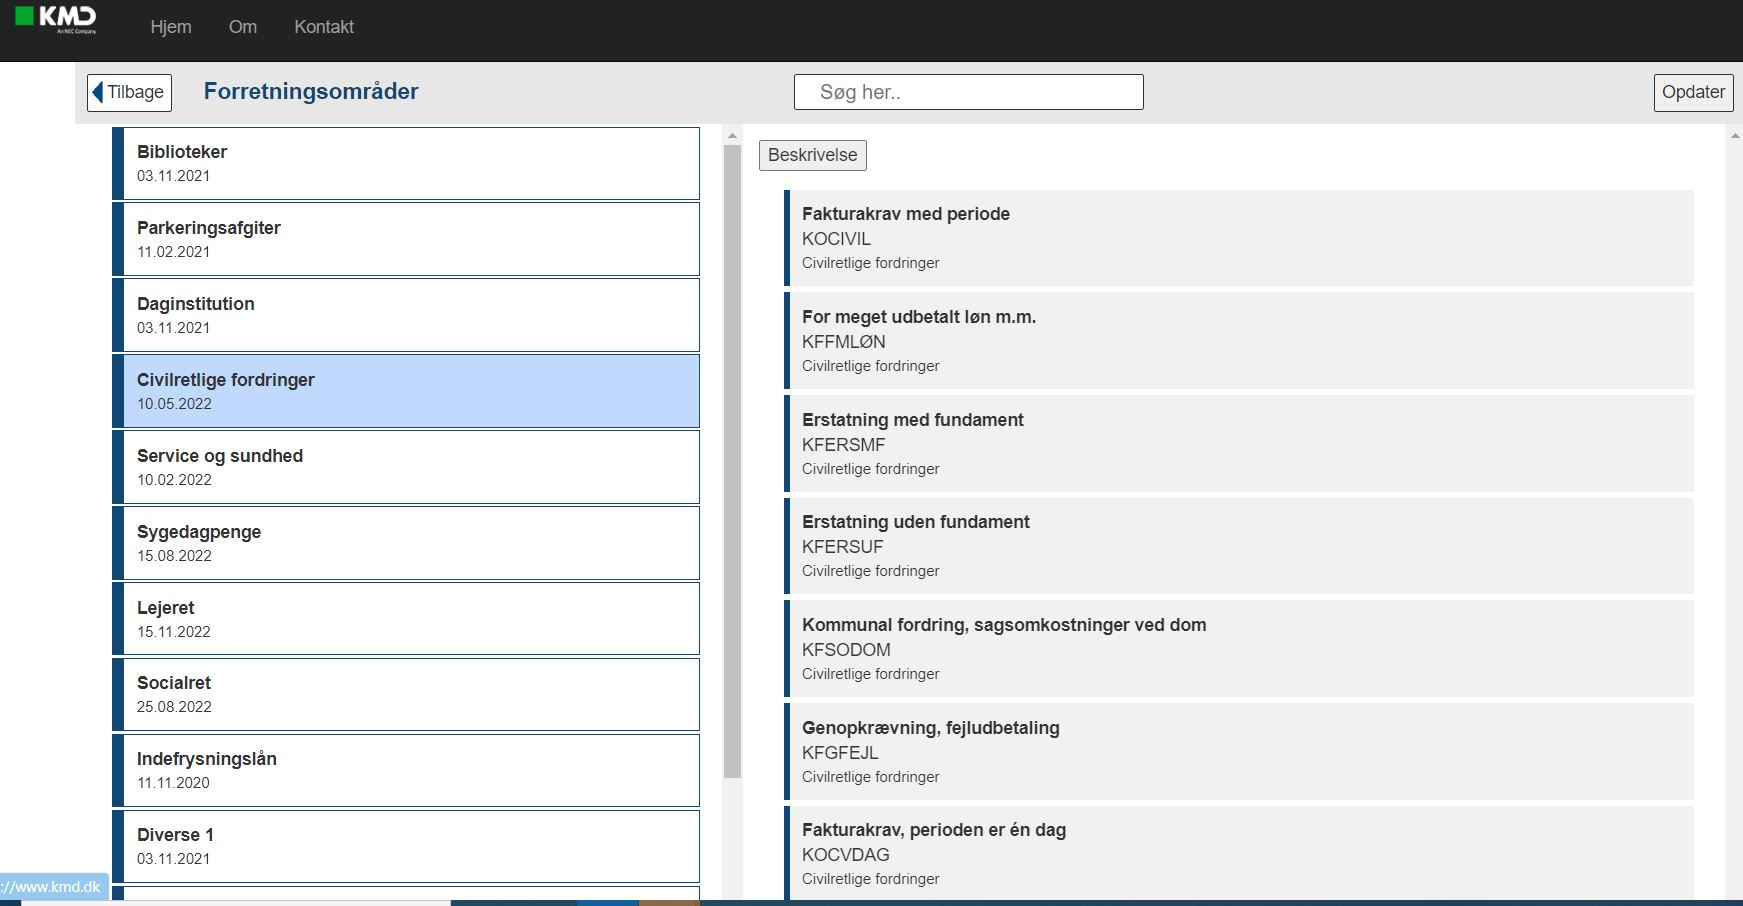 KMD
An NEC Company
Hjem
Om
Kontakt
Tilbage
Forretningsområder
Søg her..
Opdater
Biblioteker
03.11.2021
Parkeringsafgiter
11.02.2021
Daginstitution
03.11.2021
Civilretlige fordringer
10.05.2022
Service og sundhed
10.02.2022
Sygedagpenge
15.08.2022
Lejeret
15.11.2022
Socialret
25.08.2022
Indefrysningslån
11.11.2020
Diverse 1
03.11.2021
Beskrivelse
Fakturakrav med periode
KOCIVIL
Civilretlige fordringer
For meget udbetalt løn m.m.
KFFMLØN
Civilretlige fordringer
Erstatning med fundament
KFERSMF
Civilretlige fordringer
Erstatning uden fundament
KFERSUF
Civilretlige fordringer
Kommunal fordring, sagsomkostninger ved dom
KFSODOM
Civilretlige fordringer
Genopkrævning, fejludbetaling
KFGFEJL
Civilretlige fordringer
Fakturakrav, perioden er én dag
KOCVDAG
Civilretlige fordringer
://www.kmd.dk